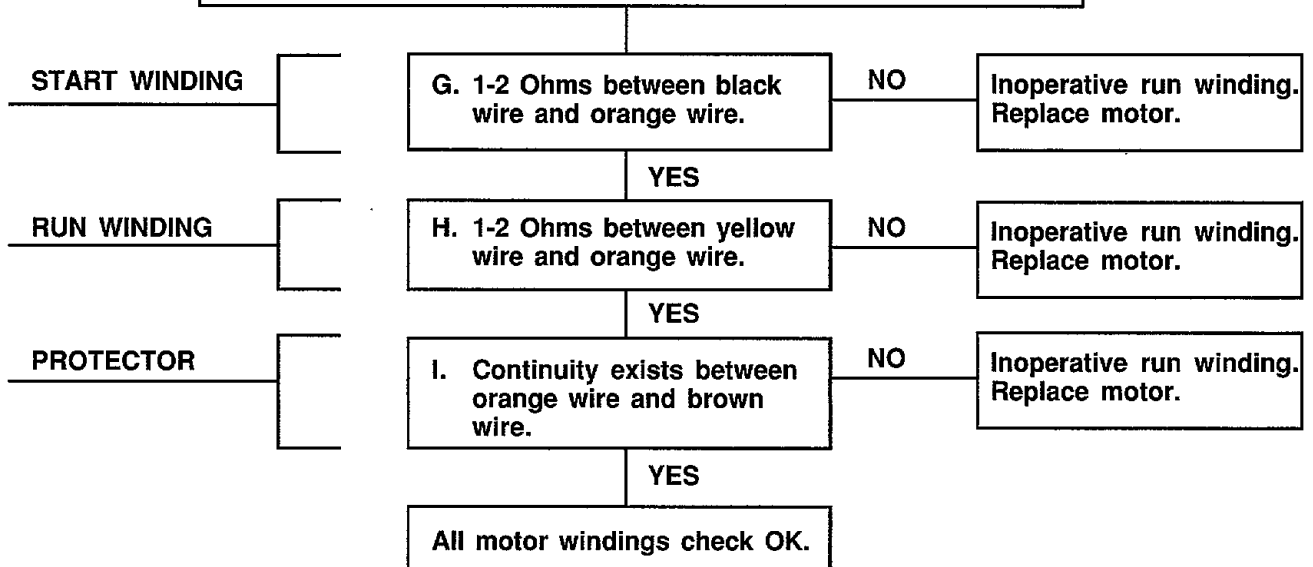 START WINDING
G. 1-2 Ohms between black
wire and orange wire.
NO
Inoperative run winding.
Replace motor.
YES
RUN WINDING
H. 1-2 Ohms between yellow
wire and orange wire.
NO
Inoperative run winding.
Replace motor.
YES
PROTECTOR
I. Continuity exists between
orange wire and brown
wire.
NO
Inoperative run winding.
Replace motor.
YES
All motor windings check OK.